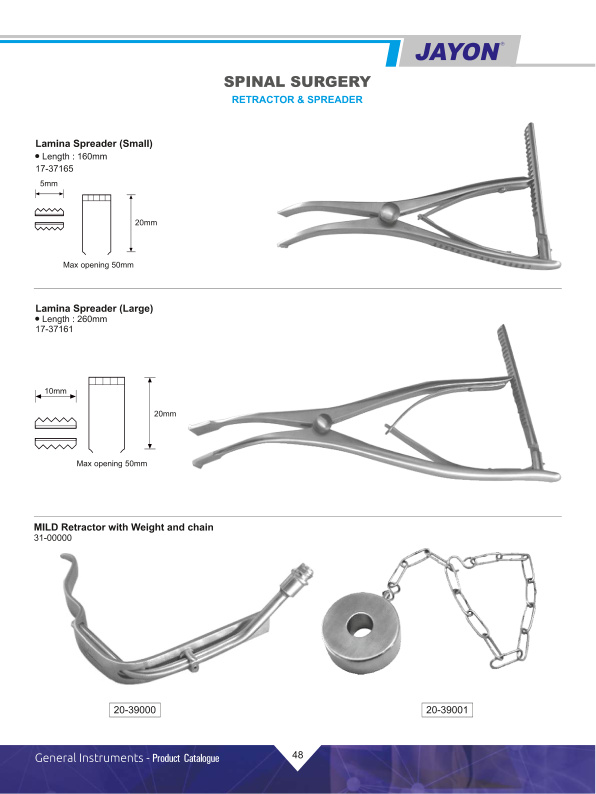 JAYON®
SPINAL SURGERY
RETRACTOR & SPREADER
Lamina Spreader (Small)
• Length : 160mm
17-37165
5mm
20mm
Max opening 50mm
Lamina Spreader (Large)
• Length : 260mm
17-37161
10mm
20mm
Max opening 50mm
MILD Retractor with Weight and chain
31-00000
20-39000
20-39001
General Instruments - Product Catalogue
48